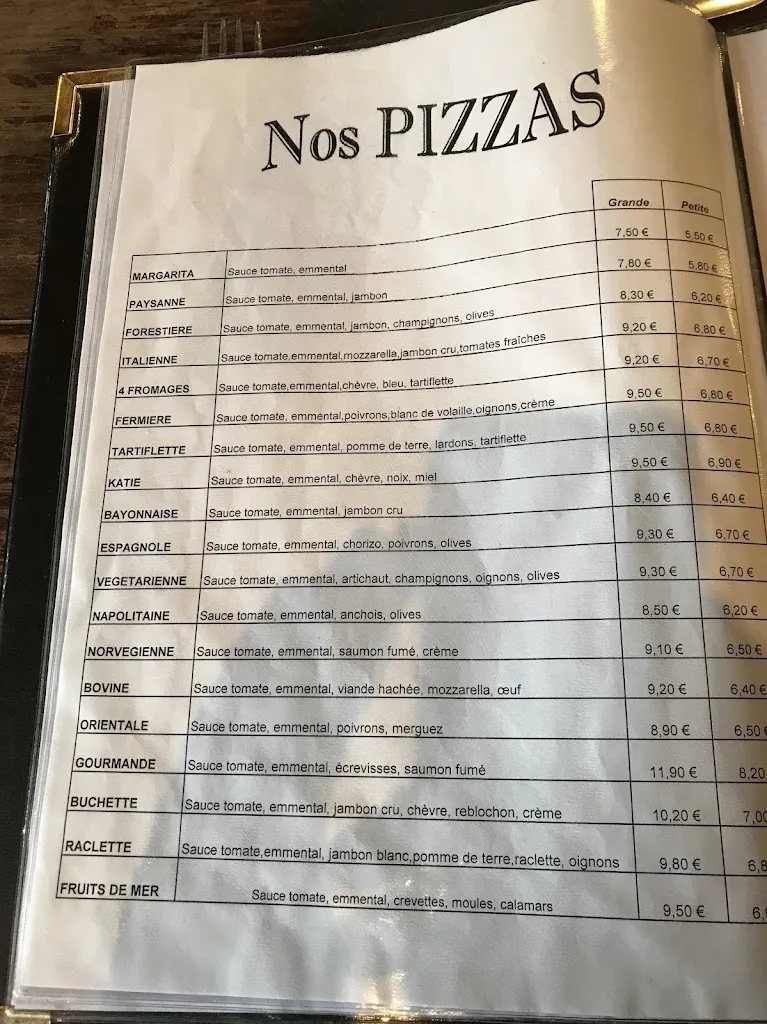 Nos PIZZAS
Grande Petite
MARGARITA Sauce tomate, emmental 7,50 € 5,50 €
PAYSANNE Sauce tomate, emmental, jambon 7,80 € 5.80 €
FORESTIERE Sauce tomate, emmental, jambon, champignons, olives 8,30 € 6,20 €
ITALIENNE Sauce tomate,emmental,mozzarella,jambon cru,tomates fraîches 9,20 € 6,80 €
4 FROMAGES Sauce tomate,emmental,chèvre, bleu, tartiflette 9,20 € 6,70 €
FERMIERE Sauce tomate, emmental,poivrons,blanc de volaille,oignons,crème 9,50 € 6,80 €
TARTIFLETTE Sauce tomate, emmental, pomme de terre, lardons, tartiflette 9,50 € 6,80 €
KATIE Sauce tomate, emmental, chèvre, noix, miel 9,50 € 6,90 €
BAYONNAISE Sauce tomate, emmental, jambon cru 8,40 € 6,40 €
ESPAGNOLE Sauce tomate, emmental, chorizo, poivrons, olives 9,30 € 6,70 €
VEGETARIENNE Sauce tomate, emmental, artichaut, champignons, oignons, olives 9,30 € 6,70 €
NAPOLITAINE Sauce tomate, emmental, anchois, olives 8,50 € 6,20 €
NORVEGIENNE Sauce tomate, emmental, saumon fumé, crème 9,10 € 6,50 €
BOVINE Sauce tomate, emmental, viande hachée, mozzarella, œuf 9,20 € 6,40 €
ORIENTALE Sauce tomate, emmental, poivrons, merguez 8,90 € 6,50 €
GOURMANDE Sauce tomate, emmental, écrevisses, saumon fumé 11,90 € 8,20
BUCHETTE Sauce tomate, emmental, jambon cru, chèvre, reblochon, crème 10,20 € 7,00
RACLETTE Sauce tomate,emmental, jambon blanc,pomme de terre,raclette, oignons 9,80 € 6,8
FRUITS DE MER Sauce tomate, emmental, crevettes, moules, calamars 9,50 €